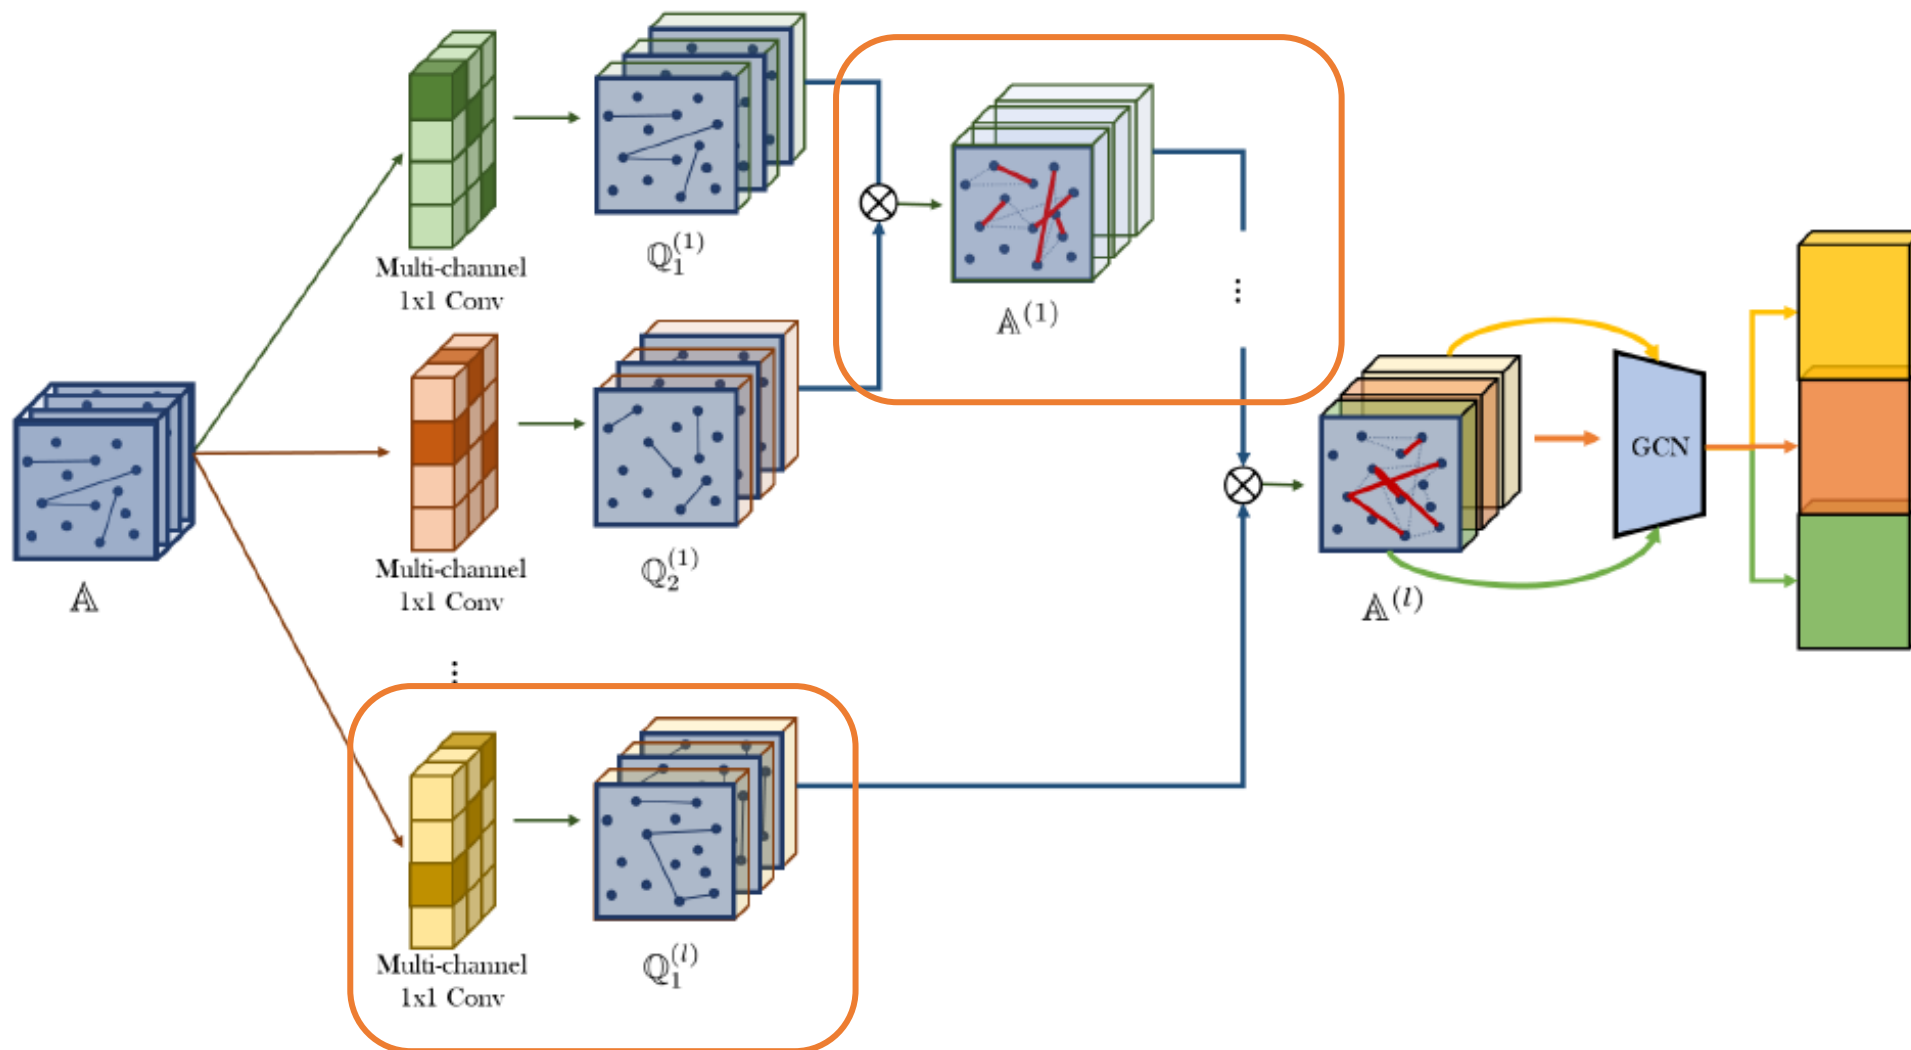 Multi-channel
1x1 Conv
ℚ₁⁽¹⁾
𝔸⁽¹⁾
⋮
Multi-channel
1x1 Conv
ℚ₂⁽¹⁾
𝔸
GCN
𝔸⁽ˡ⁾
⋮
Multi-channel
1x1 Conv
ℚ₁⁽ˡ⁾